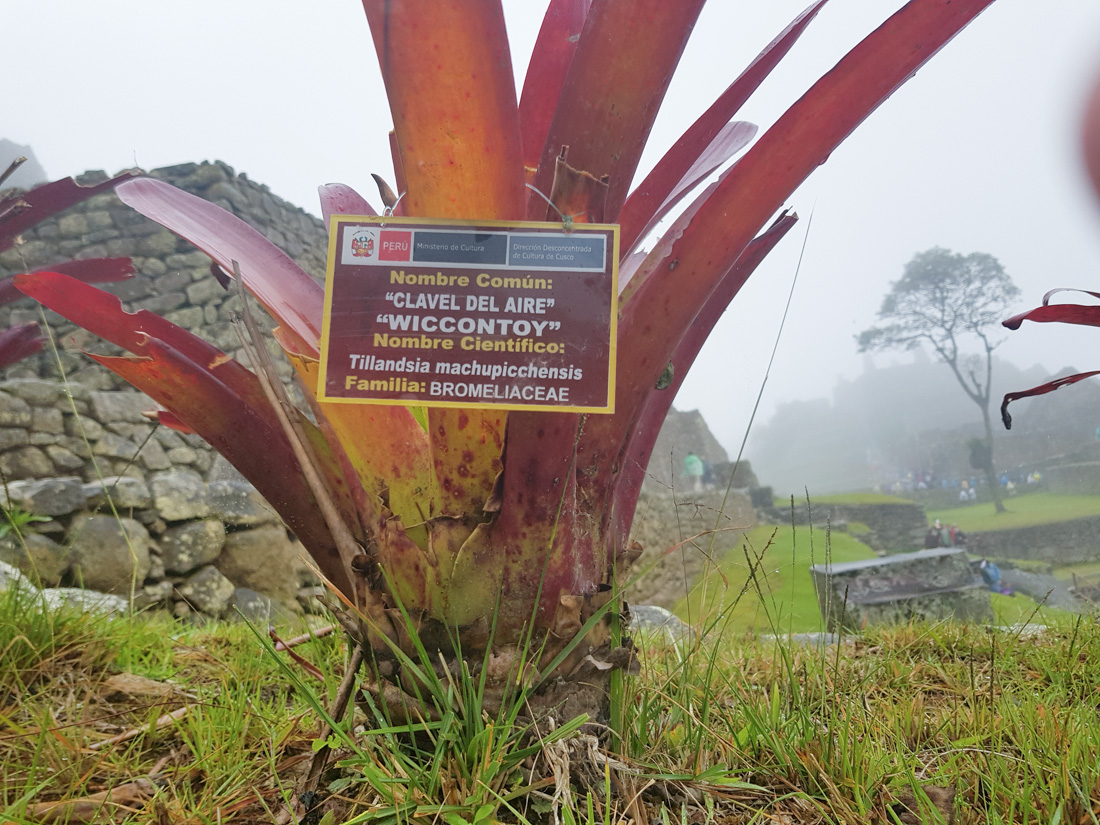 PERÚ Ministerio de Cultura Dirección Desconcentrada
de Cultura de Cusco
Nombre Común:
“CLAVEL DEL AIRE”
“WICCONTOY”
Nombre Científico:
Tillandsia machupicchensis
Familia: BROMELIACEAE